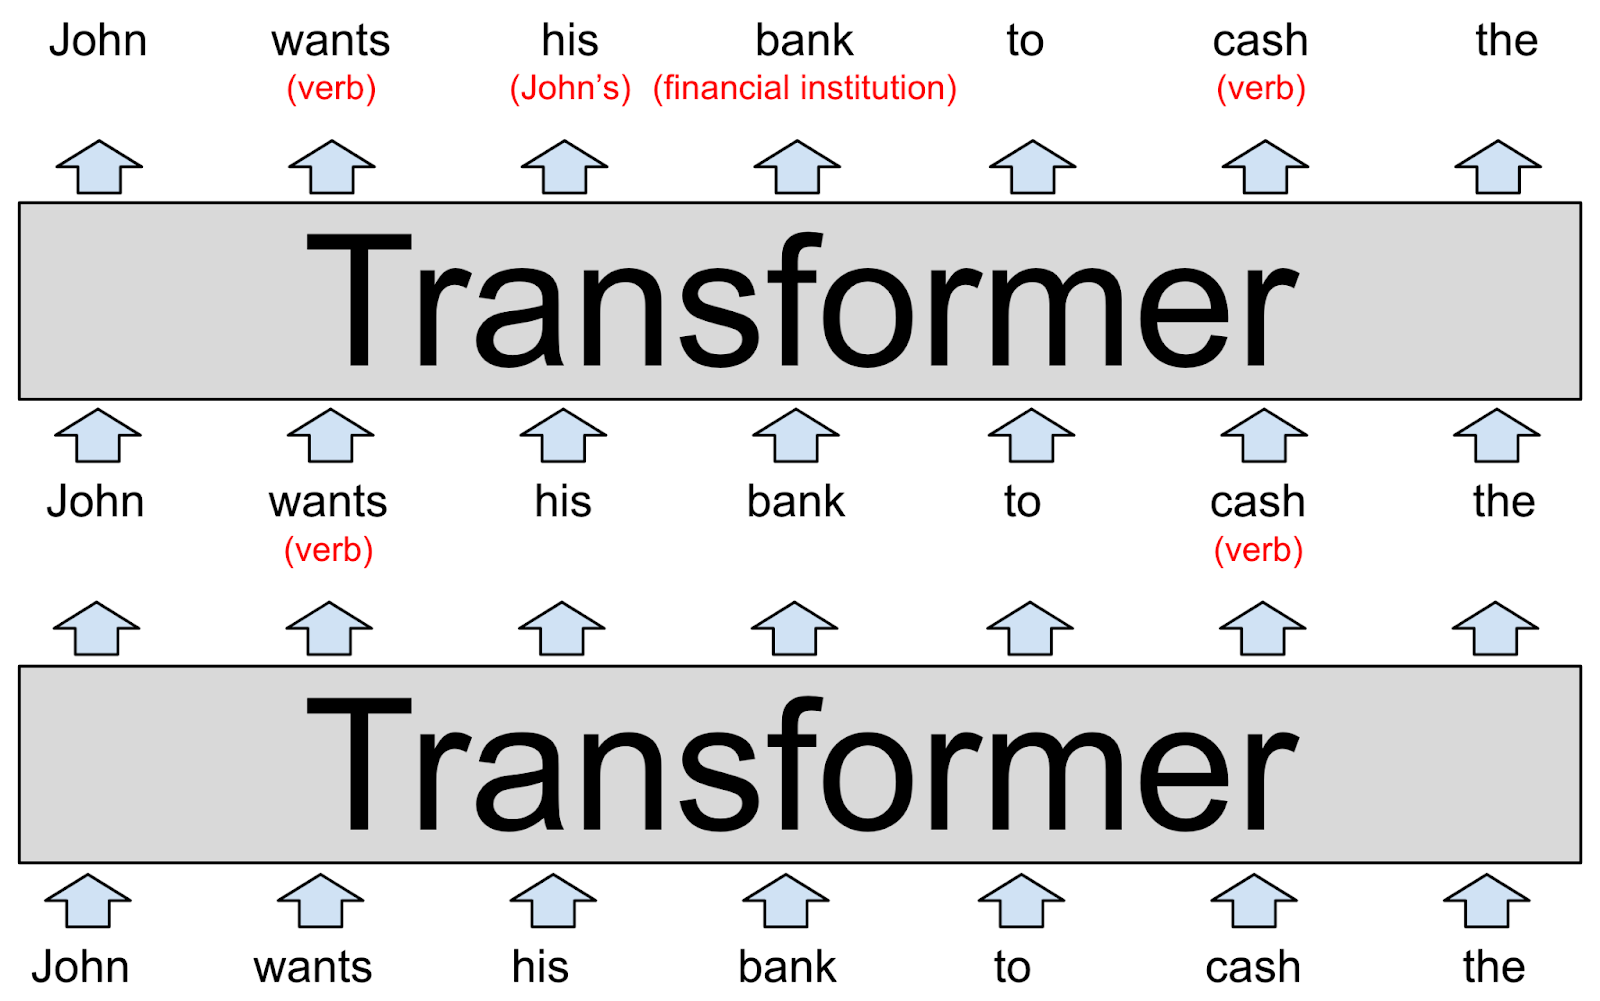 John wants his bank to cash the
(verb) (John’s) (financial institution) (verb)
Transformer
John wants his bank to cash the
(verb) (verb)
Transformer
John wants his bank to cash the